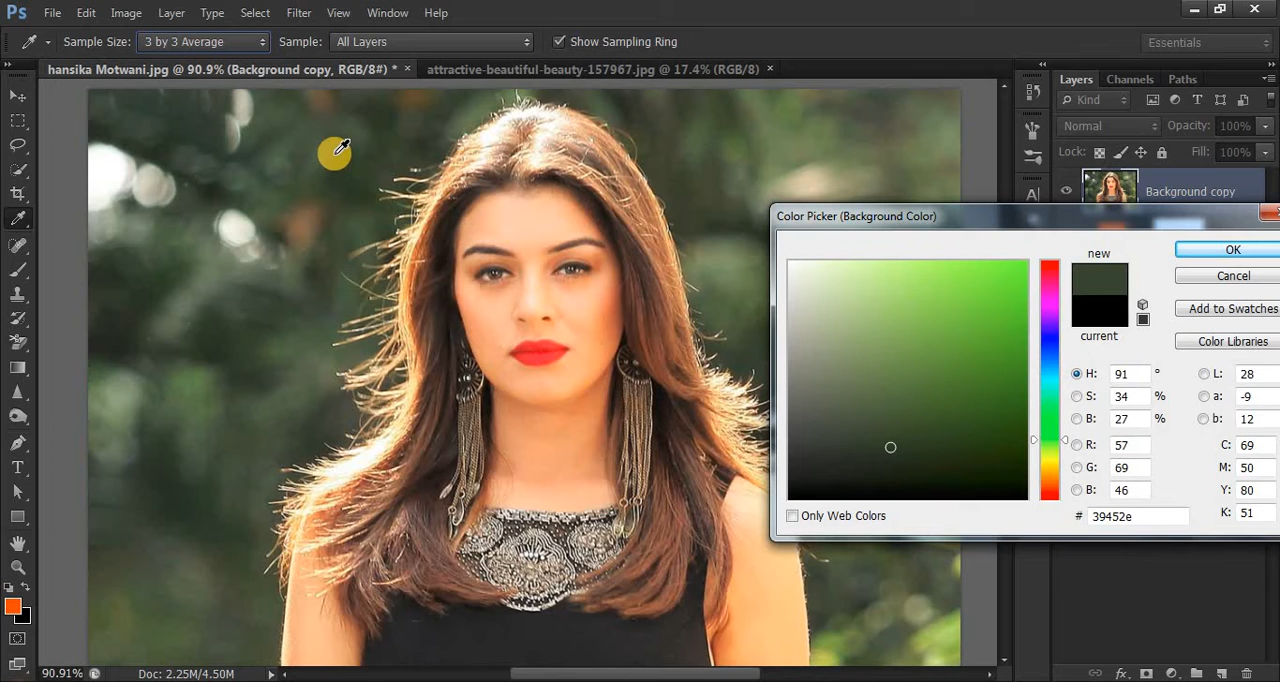 Ps File Edit Image Layer Type Select Filter View Window Help
Sample Size: 3 by 3 Average Sample: All Layers Show Sampling Ring Essentials
hansika Motwani.jpg @ 90.9% (Background copy, RGB/8#) * × attractive-beautiful-beauty-157967.jpg @ 17.4% (RGB/8) ×
Layers Channels Paths
Kind
Normal Opacity: 100%
Lock: Fill: 100%
Background copy
Color Picker (Background Color)
new
OK
Cancel
Add to Swatches
current
Color Libraries
H: 91 ° L: 28
S: 34 % a: -9
B: 27 % b: 12
R: 57 C: 69
G: 69 M: 50
B: 46 Y: 80
# 39452e K: 51
Only Web Colors
90.91% Doc: 2.25M/4.50M